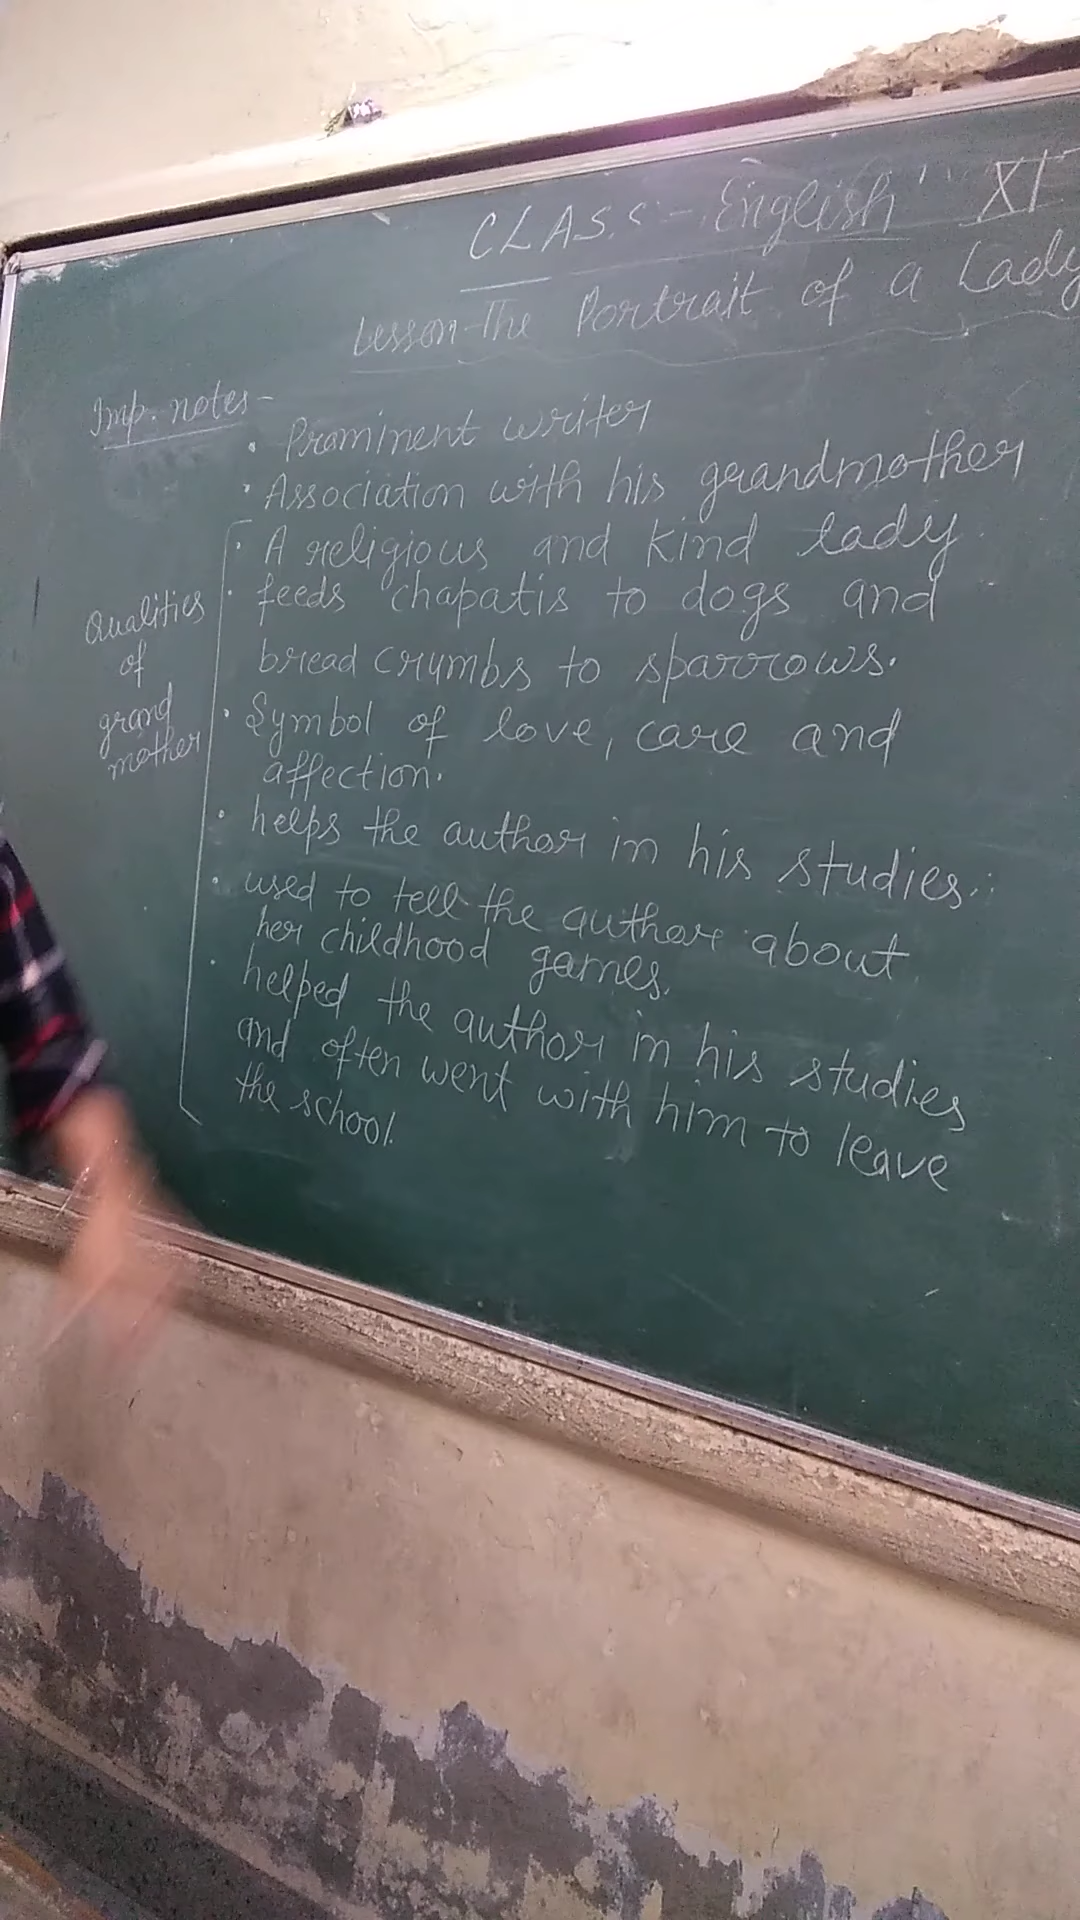 CLASS:- English XI
Lesson-The Portrait of a Lady
Imp. notes-
• Prominent writer
• Association with his grandmother
• A religious and kind lady.
• feeds chapatis to dogs and
bread crumbs to sparrows.
• Symbol of love, care and
affection.
• helps the author in his studies.
• used to tell the author about
her childhood games.
• helped the author in his studies
and often went with him to leave
the school.
Qualities
of
grand
mother